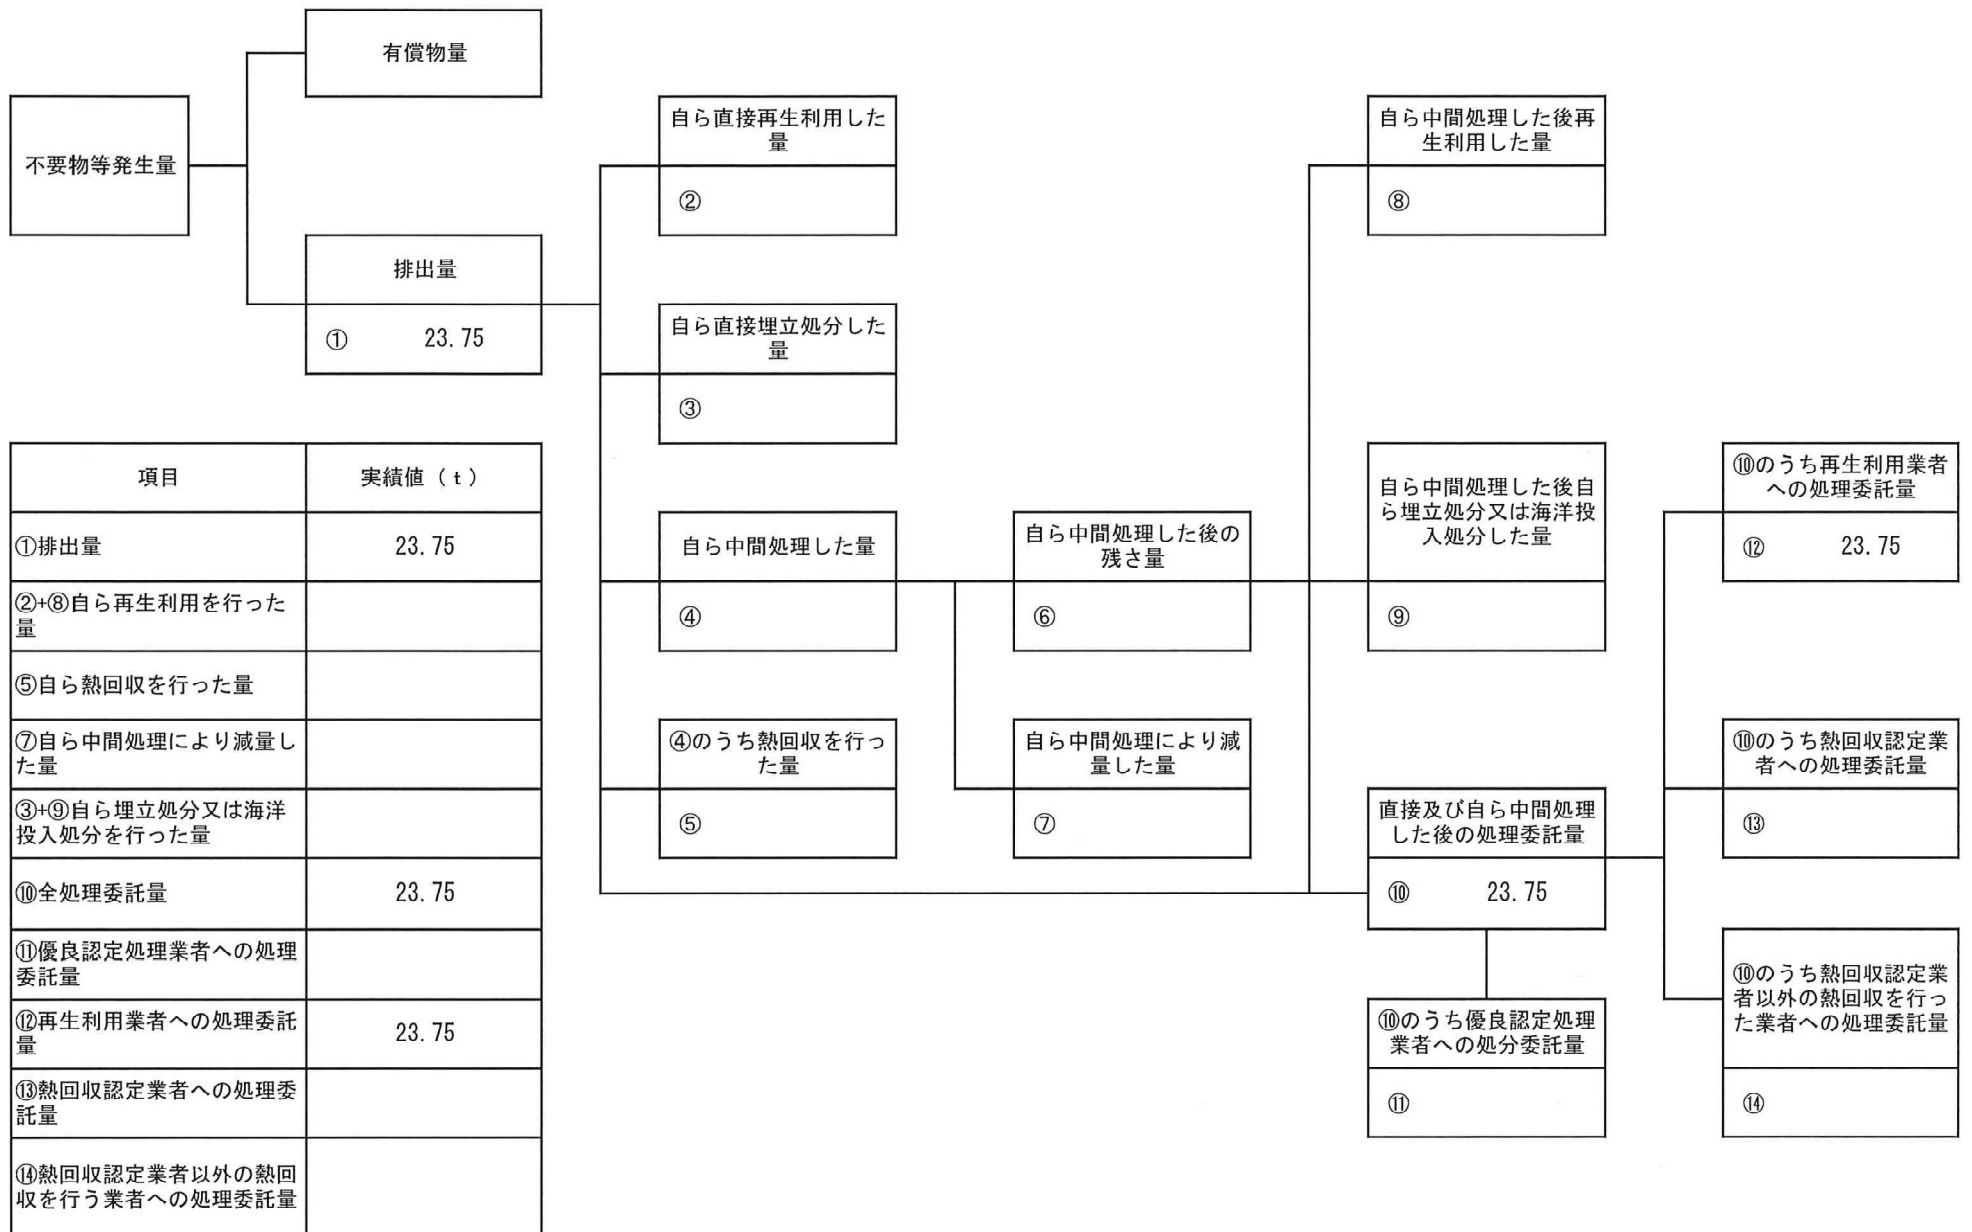 有償物量
不要物等発生量
排出量
① 23.75
自ら直接再生利用した
量
②
自ら直接埋立処分した
量
③
自ら中間処理した量
④
④のうち熱回収を行っ
た量
⑤
自ら中間処理した後の
残さ量
⑥
自ら中間処理により減
量した量
⑦
自ら中間処理した後再
生利用した量
⑧
自ら中間処理した後自
ら埋立処分又は海洋投
入処分した量
⑨
直接及び自ら中間処理
した後の処理委託量
⑩ 23.75
⑩のうち優良認定処理
業者への処分委託量
⑪
⑩のうち再生利用業者
への処理委託量
⑫ 23.75
⑩のうち熱回収認定業
者への処理委託量
⑬
⑩のうち熱回収認定業
者以外の熱回収を行っ
た業者への処理委託量
⑭
項目 実績値（ｔ）
①排出量 23.75
②+⑧自ら再生利用を行った
量
⑤自ら熱回収を行った量
⑦自ら中間処理により減量し
た量
③+⑨自ら埋立処分又は海洋
投入処分を行った量
⑩全処理委託量 23.75
⑪優良認定処理業者への処理
委託量
⑫再生利用業者への処理委託
量 23.75
⑬熱回収認定業者への処理委
託量
⑭熱回収認定業者以外の熱回
収を行う業者への処理委託量